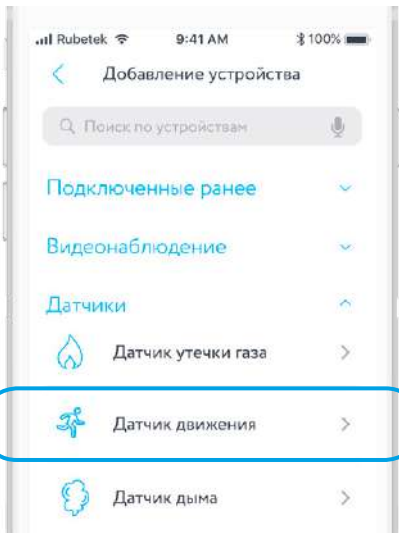 Rubetek 9:41 AM 100%
Добавление устройства
Поиск по устройствам
Подключенные ранее
Видеонаблюдение
Датчики
Датчик утечки газа
Датчик движения
Датчик дыма